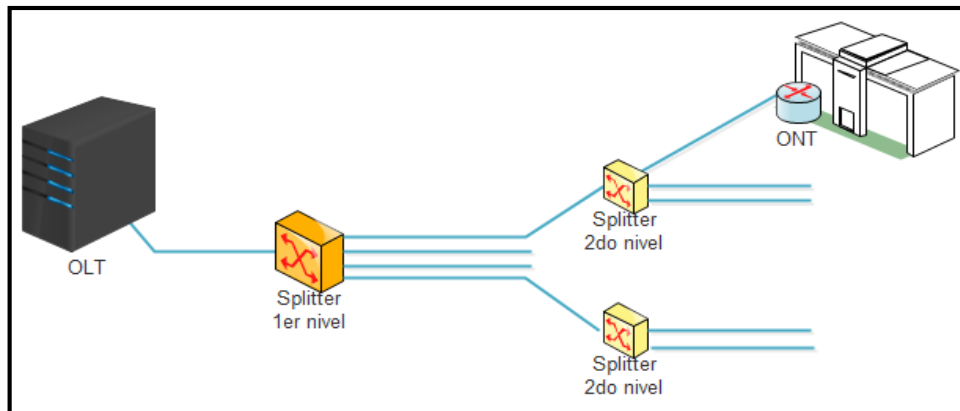 OLT
Splitter
1er nivel
Splitter
2do nivel
ONT
Splitter
2do nivel